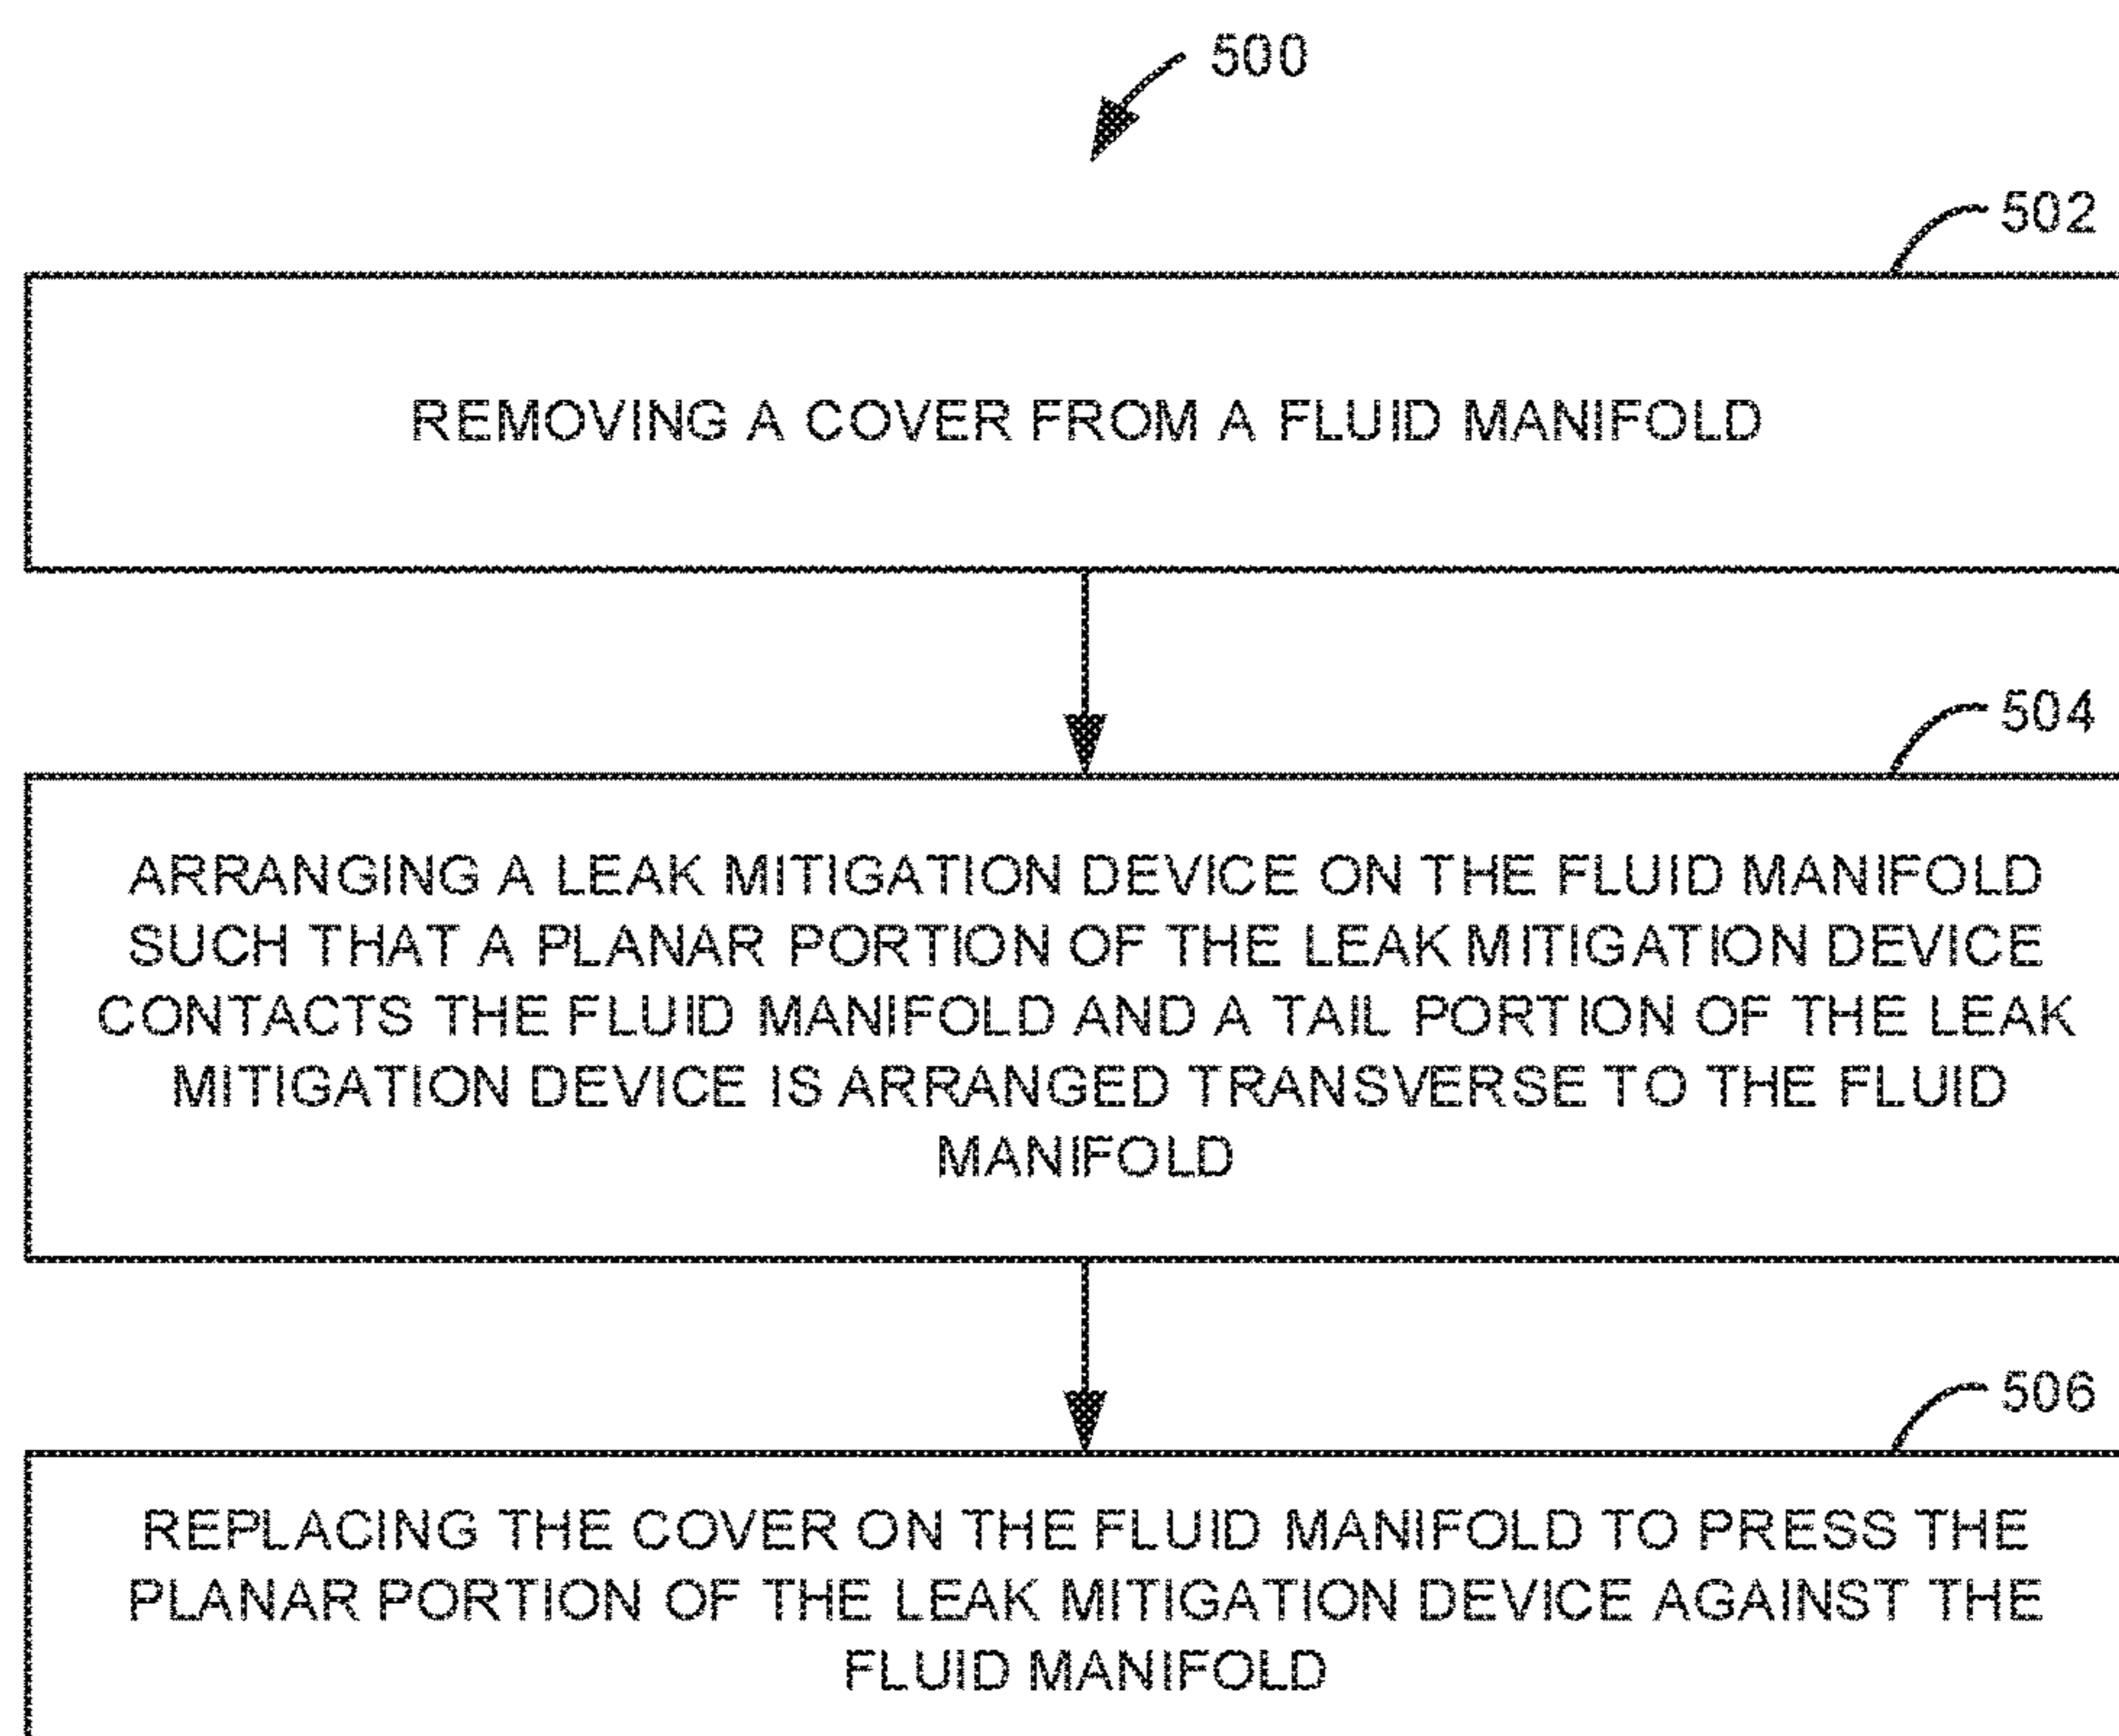 500
502
REMOVING A COVER FROM A FLUID MANIFOLD
504
ARRANGING A LEAK MITIGATION DEVICE ON THE FLUID MANIFOLD
SUCH THAT A PLANAR PORTION OF THE LEAK MITIGATION DEVICE
CONTACTS THE FLUID MANIFOLD AND A TAIL PORTION OF THE LEAK
MITIGATION DEVICE IS ARRANGED TRANSVERSE TO THE FLUID
MANIFOLD
506
REPLACING THE COVER ON THE FLUID MANIFOLD TO PRESS THE
PLANAR PORTION OF THE LEAK MITIGATION DEVICE AGAINST THE
FLUID MANIFOLD